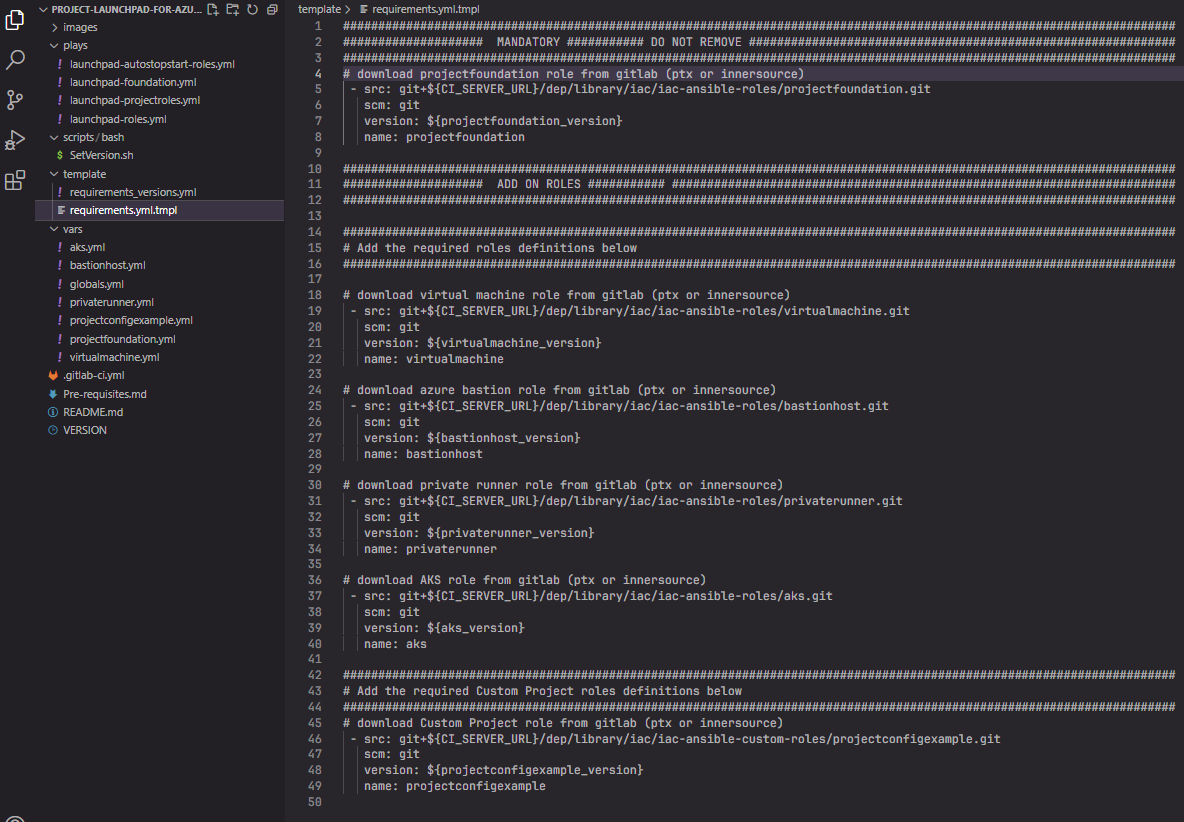 PROJECT-LAUNCHPAD-FOR-AZU...
images
plays
launchpad-autostopstart-roles.yml
launchpad-foundation.yml
launchpad-projectroles.yml
launchpad-roles.yml
scripts / bash
SetVersion.sh
template
requirements_versions.yml
requirements.yml.tmpl
vars
aks.yml
bastionhost.yml
globals.yml
privaterunner.yml
projectconfigexample.yml
projectfoundation.yml
virtualmachine.yml
.gitlab-ci.yml
Pre-requisites.md
README.md
VERSION
template > requirements.yml.tmpl
1 #######################################################################################################################
2 #################### MANDATORY ########### DO NOT REMOVE #############################################################
3 #######################################################################################################################
4 # download projectfoundation role from gitlab (ptx or innersource)
5 - src: git+${CI_SERVER_URL}/dep/library/iac/iac-ansible-roles/projectfoundation.git
6 scm: git
7 version: ${projectfoundation_version}
8 name: projectfoundation
9
10 #######################################################################################################################
11 #################### ADD ON ROLES ########### ########################################################################
12 #######################################################################################################################
13
14 #######################################################################################################################
15 # Add the required roles definitions below
16 #######################################################################################################################
17
18 # download virtual machine role from gitlab (ptx or innersource)
19 - src: git+${CI_SERVER_URL}/dep/library/iac/iac-ansible-roles/virtualmachine.git
20 scm: git
21 version: ${virtualmachine_version}
22 name: virtualmachine
23
24 # download azure bastion role from gitlab (ptx or innersource)
25 - src: git+${CI_SERVER_URL}/dep/library/iac/iac-ansible-roles/bastionhost.git
26 scm: git
27 version: ${bastionhost_version}
28 name: bastionhost
29
30 # download private runner role from gitlab (ptx or innersource)
31 - src: git+${CI_SERVER_URL}/dep/library/iac/iac-ansible-roles/privaterunner.git
32 scm: git
33 version: ${privaterunner_version}
34 name: privaterunner
35
36 # download AKS role from gitlab (ptx or innersource)
37 - src: git+${CI_SERVER_URL}/dep/library/iac/iac-ansible-roles/aks.git
38 scm: git
39 version: ${aks_version}
40 name: aks
41
42 #######################################################################################################################
43 # Add the required Custom Project roles definitions below
44 #######################################################################################################################
45 # download Custom Project role from gitlab (ptx or innersource)
46 - src: git+${CI_SERVER_URL}/dep/library/iac/iac-ansible-custom-roles/projectconfigexample.git
47 scm: git
48 version: ${projectconfigexample_version}
49 name: projectconfigexample
50